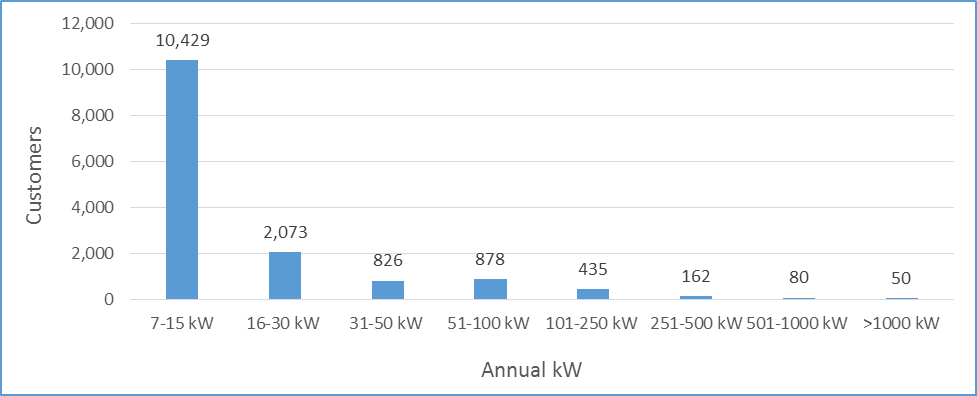 12,000
10,000
8,000
6,000
4,000
2,000
0
Customers
10,429
2,073
826
878
435
162
80
50
7-15 kW
16-30 kW
31-50 kW
51-100 kW
101-250 kW
251-500 kW
501-1000 kW
>1000 kW
Annual kW